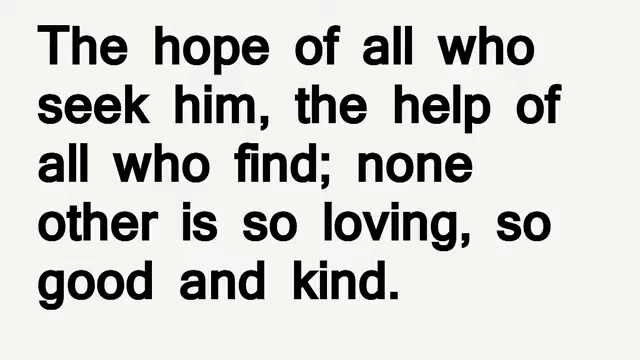 The hope of all who
seek him, the help of
all who find; none
other is so loving, so
good and kind.